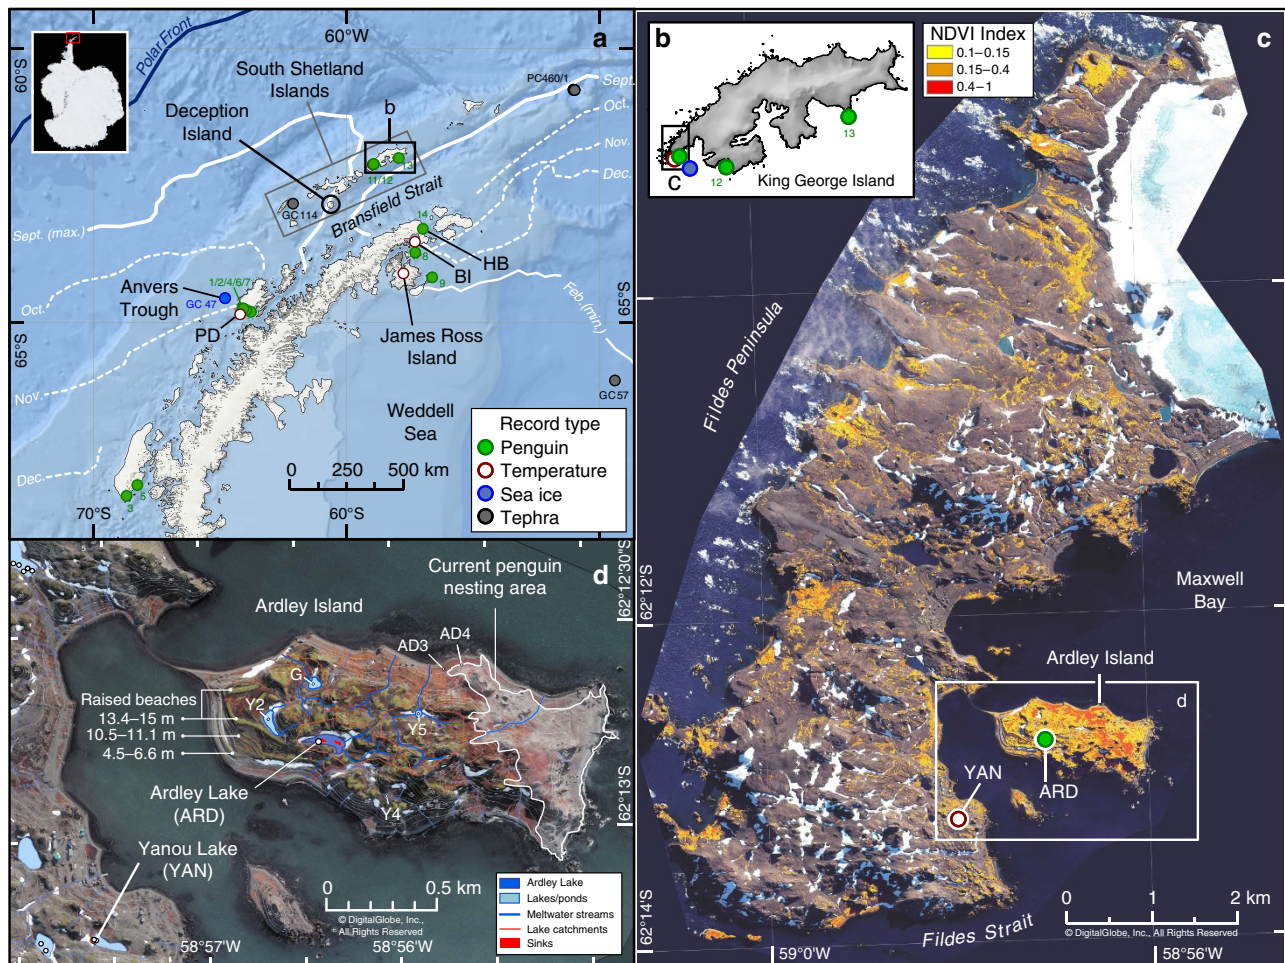 a
60°W
60°S
Polar Front
South Shetland
Islands
Deception
Island
b
PC460/1
Sept.
Oct.
Nov.
Dec.
11/12
13
GC114
Bransfield Strait
Sept. (max.)
14
8
HB
BI
9
1/2/4/6/7
Anvers
Trough
GC 47
PD
Oct.
65°S
65°S
Feb.(min.)
James Ross
Island
GC57
Nov.
Weddell
Sea
Dec.
5
3
0 250 500 km
70°S
60°S
Record type
Penguin
Temperature
Sea ice
Tephra
b
13
12
C
King George Island
NDVI Index
0.1–0.15
0.15–0.4
0.4–1
c
Fildes Peninsula
Maxwell
Bay
Ardley Island
d
YAN
ARD
62°12'S
62°14'S
Fildes Strait
0 1 2 km
© DigitalGlobe, Inc., All Rights Reserved
59°0'W
58°56'W
d
Current penguin
nesting area
Ardley Island
AD3
AD4
G
Y2
Y5
Y4
Raised beaches
13.4–15 m
10.5–11.1 m
4.5–6.6 m
Ardley Lake
(ARD)
Yanou Lake
(YAN)
62°12'30"S
62°13'S
0 0.5 km
© DigitalGlobe, Inc.,
All Rights Reserved
58°57'W
58°56'W
Ardley Lake
Lakes/ponds
Meltwater streams
Lake catchments
Sinks